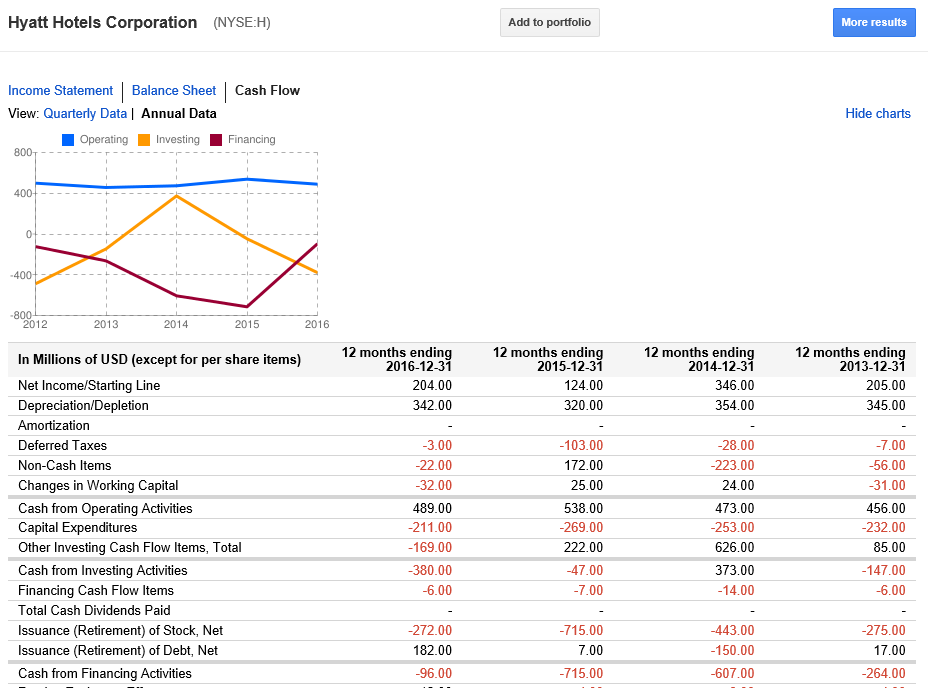 Hyatt Hotels Corporation (NYSE:H) Add to portfolio More results
Income Statement | Balance Sheet | Cash Flow
View: Quarterly Data | Annual Data Hide charts
Operating Investing Financing
800
400
0
-400
-800
2012 2013 2014 2015 2016
In Millions of USD (except for per share items) 12 months ending 2016-12-31 12 months ending 2015-12-31 12 months ending 2014-12-31 12 months ending 2013-12-31
Net Income/Starting Line 204.00 124.00 346.00 205.00
Depreciation/Depletion 342.00 320.00 354.00 345.00
Amortization - - - -
Deferred Taxes -3.00 -103.00 -28.00 -7.00
Non-Cash Items -22.00 172.00 -223.00 -56.00
Changes in Working Capital -32.00 25.00 24.00 -31.00
Cash from Operating Activities 489.00 538.00 473.00 456.00
Capital Expenditures -211.00 -269.00 -253.00 -232.00
Other Investing Cash Flow Items, Total -169.00 222.00 626.00 85.00
Cash from Investing Activities -380.00 -47.00 373.00 -147.00
Financing Cash Flow Items -6.00 -7.00 -14.00 -6.00
Total Cash Dividends Paid - - - -
Issuance (Retirement) of Stock, Net -272.00 -715.00 -443.00 -275.00
Issuance (Retirement) of Debt, Net 182.00 7.00 -150.00 17.00
Cash from Financing Activities -96.00 -715.00 -607.00 -264.00